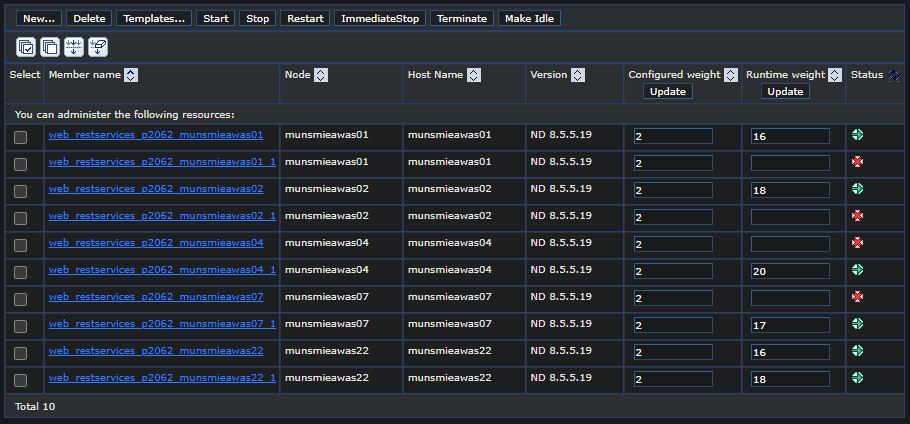 New... Delete Templates... Start Stop Restart ImmediateStop Terminate Make Idle
Select Member name Node Host Name Version Configured weight Runtime weight Status
Update Update
You can administer the following resources:
web_restservices_p2062_munsmieawas01 munsmieawas01 munsmieawas01 ND 8.5.5.19 2 16
web_restservices_p2062_munsmieawas01_1 munsmieawas01 munsmieawas01 ND 8.5.5.19 2
web_restservices_p2062_munsmieawas02 munsmieawas02 munsmieawas02 ND 8.5.5.19 2 18
web_restservices_p2062_munsmieawas02_1 munsmieawas02 munsmieawas02 ND 8.5.5.19 2
web_restservices_p2062_munsmieawas04 munsmieawas04 munsmieawas04 ND 8.5.5.19 2
web_restservices_p2062_munsmieawas04_1 munsmieawas04 munsmieawas04 ND 8.5.5.19 2 20
web_restservices_p2062_munsmieawas07 munsmieawas07 munsmieawas07 ND 8.5.5.19 2
web_restservices_p2062_munsmieawas07_1 munsmieawas07 munsmieawas07 ND 8.5.5.19 2 17
web_restservices_p2062_munsmieawas22 munsmieawas22 munsmieawas22 ND 8.5.5.19 2 16
web_restservices_p2062_munsmieawas22_1 munsmieawas22 munsmieawas22 ND 8.5.5.19 2 18
Total 10